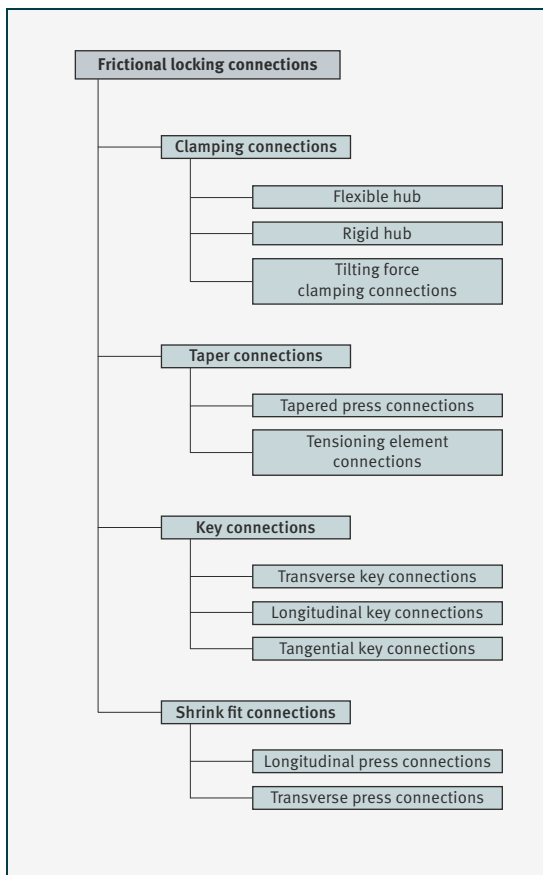 Frictional locking connections
Clamping connections
Flexible hub
Rigid hub
Tilting force
clamping connections
Taper connections
Tapered press connections
Tensioning element
connections
Key connections
Transverse key connections
Longitudinal key connections
Tangential key connections
Shrink fit connections
Longitudinal press connections
Transverse press connections